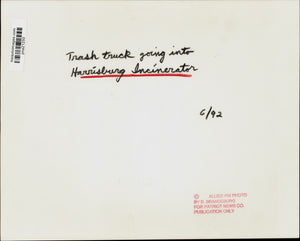 Trash truck going into
Harrisburg Incinerator
6/92
© ALLIED PIX PHOTO
FOR PATRIOT NEWS CO.
PUBLICATION ONLY